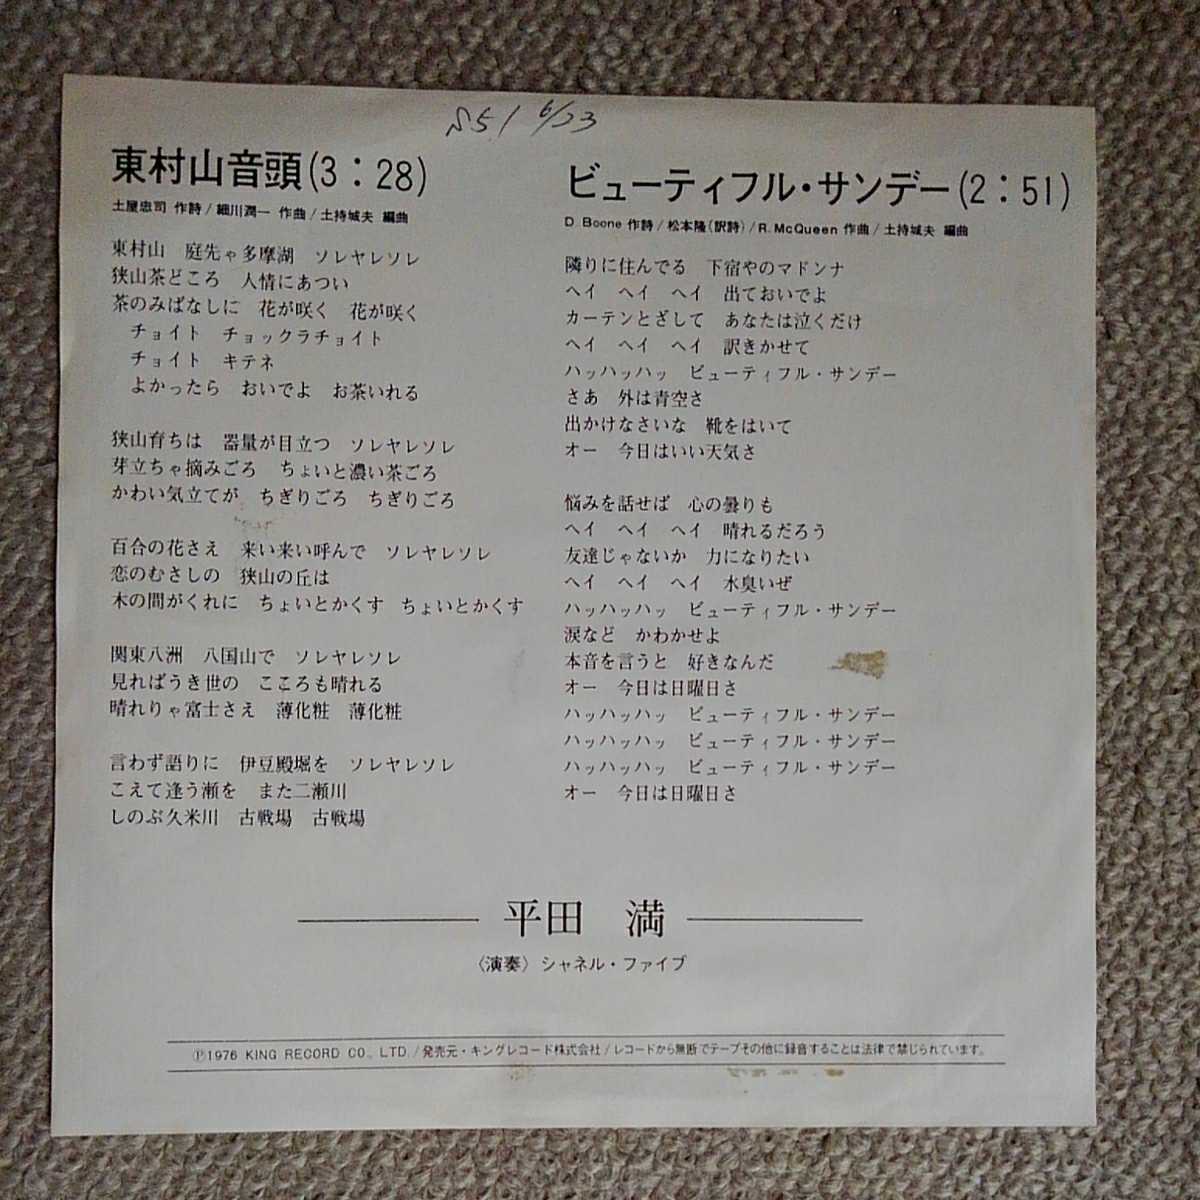 S51 6/23
東村山音頭(3：28)
土屋忠司 作詩/細川潤一 作曲/土持城夫 編曲
東村山　庭先ゃ多摩湖　ソレヤレソレ
狭山茶どころ　人情にあつい
茶のみばなしに　花が咲く　花が咲く
チョイト　チョックラチョイト
チョイト　キテネ
よかったら　おいでよ　お茶いれる
狭山育ちは　器量が目立つ　ソレヤレソレ
芽立ちゃ摘みごろ　ちょいと濃い茶ごろ
かわい気立てが　ちぎりごろ　ちぎりごろ
百合の花さえ　来い来い呼んで　ソレヤレソレ
恋のむさしの　狭山の丘は
木の間がくれに　ちょいとかくす　ちょいとかくす
関東八洲　八国山で　ソレヤレソレ
見ればうき世の　こころも晴れる
晴れりゃ富士さえ　薄化粧　薄化粧
言わず語りに　伊豆殿堀を　ソレヤレソレ
こえて逢う瀬を　また二瀬川
しのぶ久米川　古戦場　古戦場
ビューティフル・サンデー(2：51)
D. Boone 作詩/松本隆(訳詩)/R. McQueen 作曲/土持城夫 編曲
隣りに住んでる　下宿やのマドンナ
ヘイ　ヘイ　ヘイ　出ておいでよ
カーテンとざして　あなたは泣くだけ
ヘイ　ヘイ　ヘイ　訳きかせて
ハッハッハッ　ビューティフル・サンデー
さあ　外は青空さ
出かけなさいな　靴をはいて
オー　今日はいい天気さ
悩みを話せば　心の曇りも
ヘイ　ヘイ　ヘイ　晴れるだろう
友達じゃないか　力になりたい
ヘイ　ヘイ　ヘイ　水臭いぜ
ハッハッハッ　ビューティフル・サンデー
涙など　かわかせよ
本音を言うと　好きなんだ
オー　今日は日曜日さ
ハッハッハッ　ビューティフル・サンデー
ハッハッハッ　ビューティフル・サンデー
ハッハッハッ　ビューティフル・サンデー
オー　今日は日曜日さ
平田　満
〈演奏〉シャネル・ファイブ
Ⓟ1976 KING RECORD CO., LTD./発売元・キングレコード株式会社/レコードから無断でテープその他に録音することは法律で禁じられています。